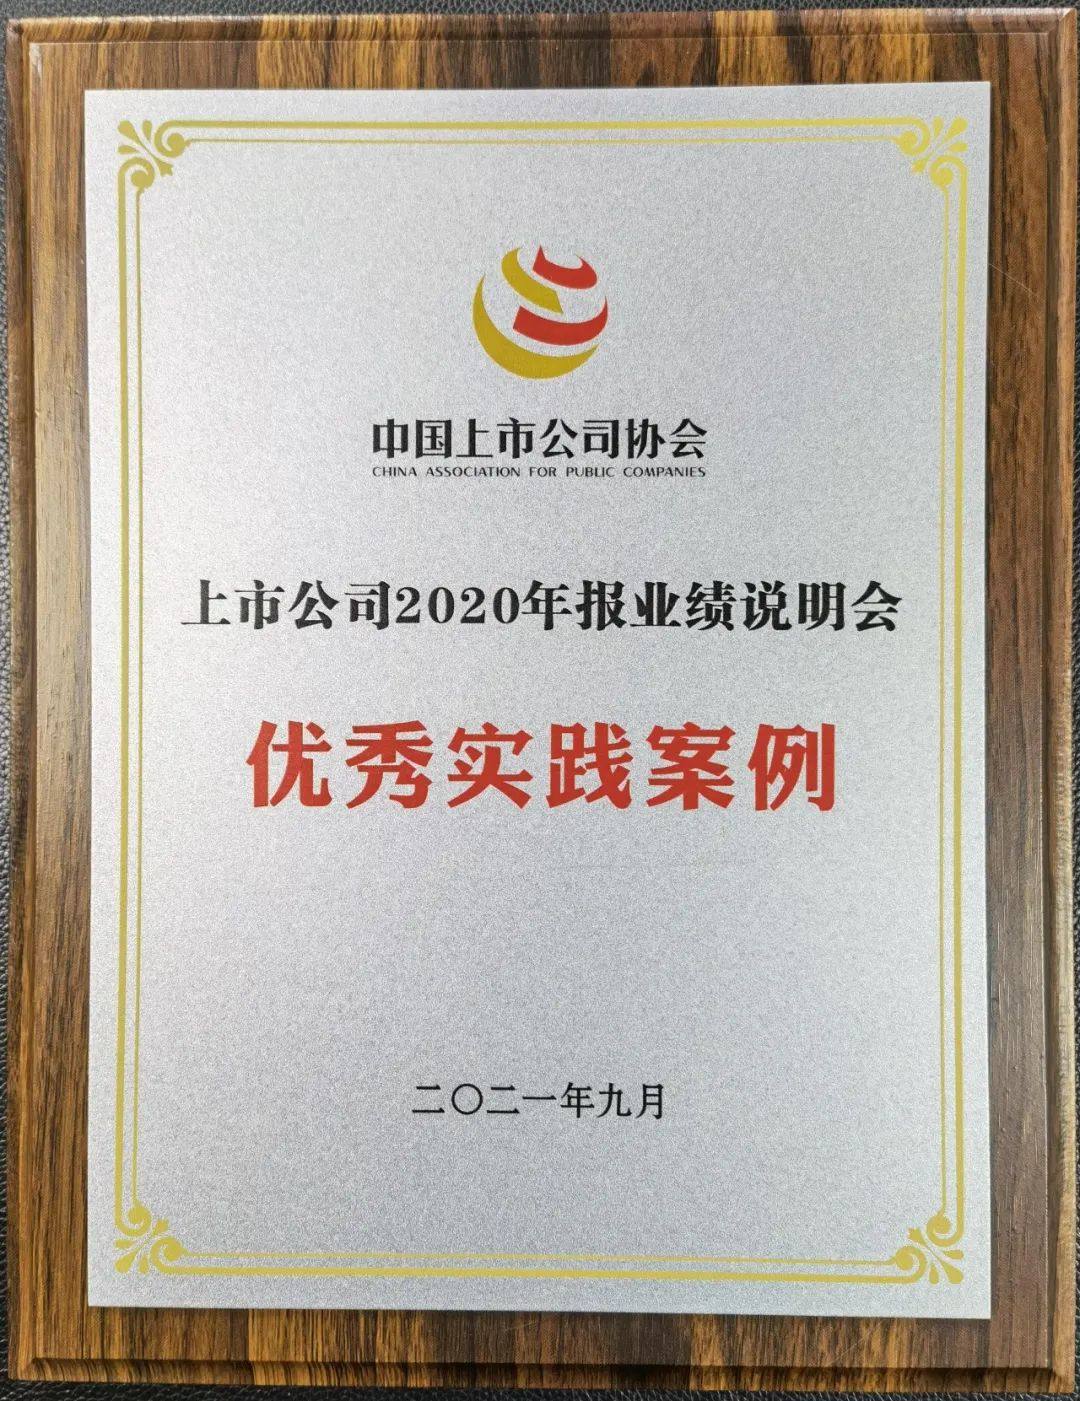 中国上市公司协会
CHINA ASSOCIATION FOR PUBLIC COMPANIES
上市公司2020年报业绩说明会
优秀实践案例
二〇二一年九月